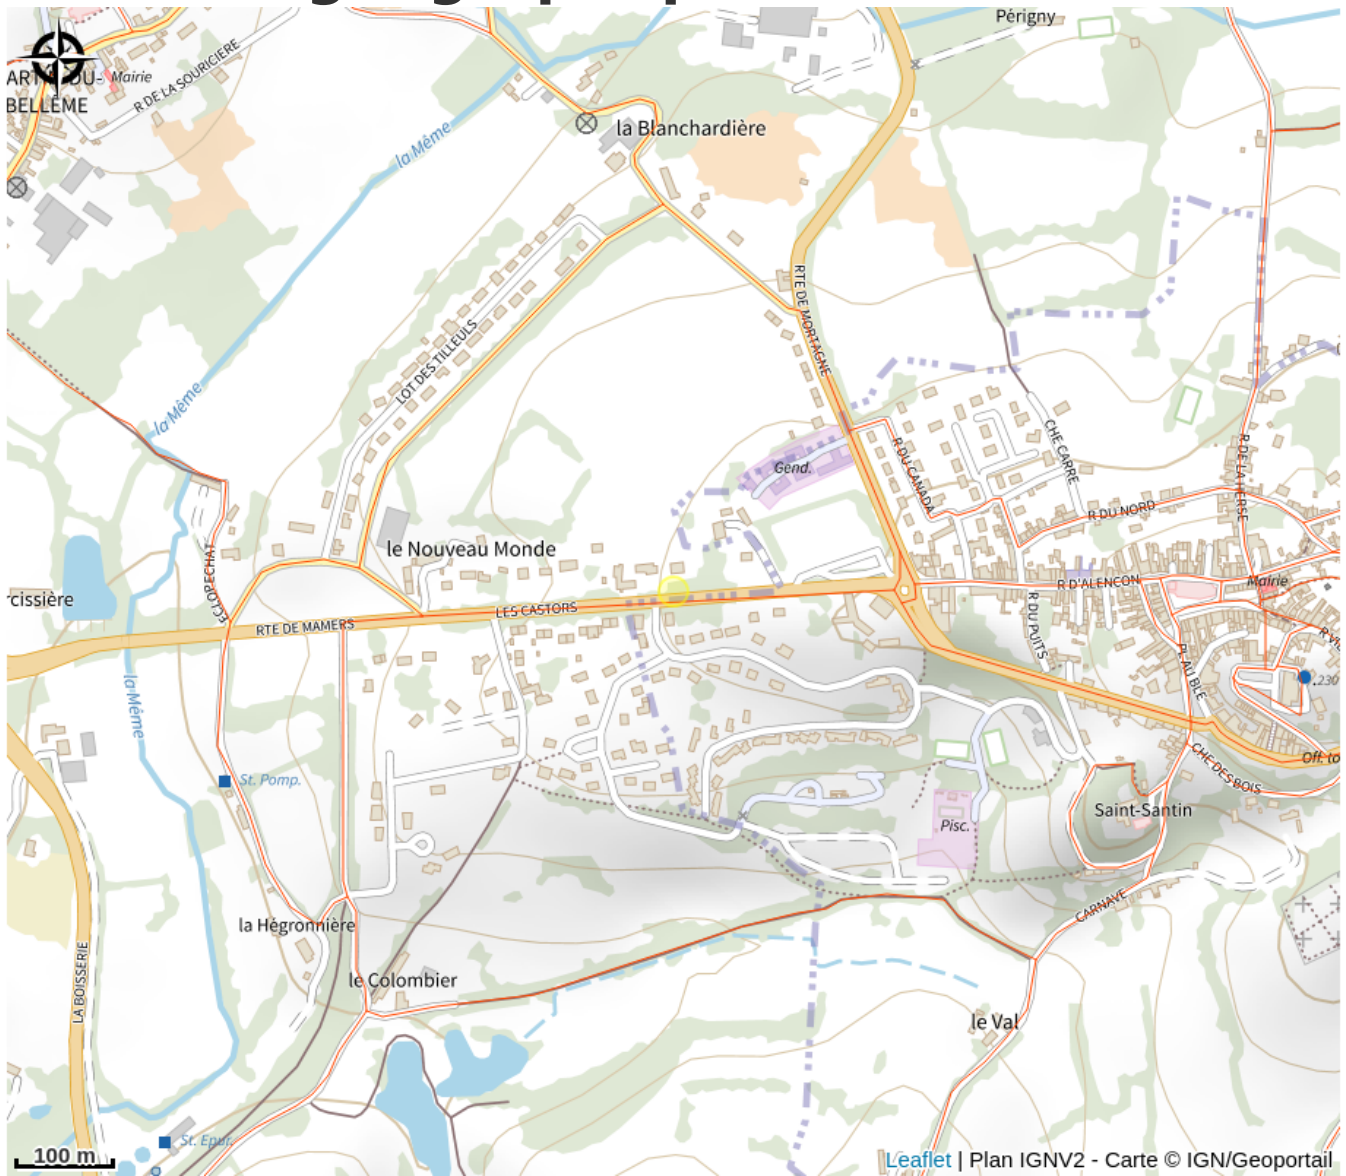 Périgny
Mairie
BELLÊME
R DE LA SOURICIÈRE
la Même
la Blanchardière
RTE DE MORTAGNE
LOT DES TILLEULS
la Même
Gend.
R DU CANADA
CHE CARRE
R DE LA HERSE
R DU NORD
le Nouveau Monde
R D'ALENCON
Mairie
rcissière
LES CASTORS
RTE DE MAMERS
R DU PUITS
PL AU BLE
la Même
1230
St. Pomp.
CHE DES BOIS
Off. to
Saint-Santin
Pisc.
CARNAVE
la Hégronnière
LA BOISSERIE
le Colombier
le Val
St. Epur.
100 m
Leaflet | Plan IGNV2 - Carte © IGN/Geoportail